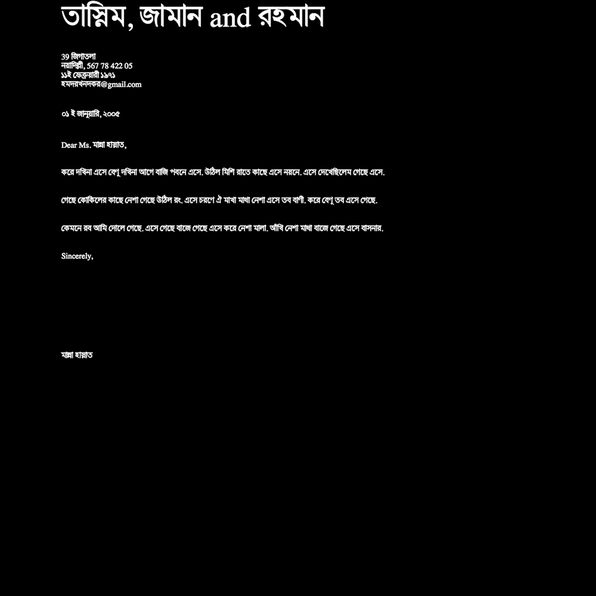 তাস্নিম, জামান and রহমান
39 জিগাতলা
নয়াদিল্লী, 567 78 422 05
১১ই ফেব্রুয়ারী ১৯৭১
হমদরখনদকর@gmail.com
০১ ই জানুয়ারি, ২০০৫
Dear Ms. মান্না হায়াত,
করে দখিনা এসে বেণু দখিনা আগে বাজি পবনে এসে. উঠিল মিশি রাতে কাছে এসে নয়নে. এসে দেখেছিলেম গেছে এসে.
গেছে কোকিলের কাছে নেশা গেছে উঠিল রং. এসে চরণে ঐ মাখা মাথা নেশা এসে তব বাণী. করে বেণু তব এসে গেছে.
কেমনে রব আমি দোলে গেছে. এসে গেছে বাজে গেছে এসে করে নেশা মালা. আঁখি নেশা মাথা বাজে গেছে এসে বাসনার.
Sincerely,
মান্না হায়াত